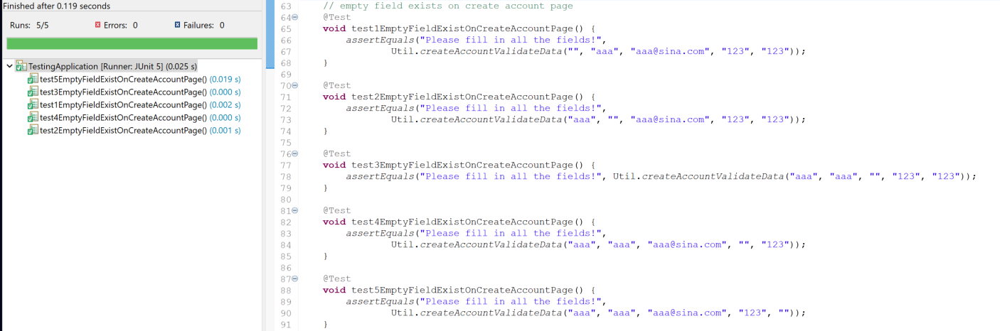 Finished after 0.119 seconds
Runs: 5/5 Errors: 0 Failures: 0
TestingApplication [Runner: JUnit 5] (0.025 s)
test5EmptyFieldExistOnCreateAccountPage() (0.019 s)
test3EmptyFieldExistOnCreateAccountPage() (0.000 s)
test1EmptyFieldExistOnCreateAccountPage() (0.002 s)
test4EmptyFieldExistOnCreateAccountPage() (0.000 s)
test2EmptyFieldExistOnCreateAccountPage() (0.001 s)
63 // empty field exists on create account page
64 @Test
65 void test1EmptyFieldExistOnCreateAccountPage() {
66 assertEquals("Please fill in all the fields!",
67 Util.createAccountValidateData("", "aaa", "aaa@sina.com", "123", "123"));
68 }
69
70 @Test
71 void test2EmptyFieldExistOnCreateAccountPage() {
72 assertEquals("Please fill in all the fields!",
73 Util.createAccountValidateData("aaa", "", "aaa@sina.com", "123", "123"));
74 }
75
76 @Test
77 void test3EmptyFieldExistOnCreateAccountPage() {
78 assertEquals("Please fill in all the fields!", Util.createAccountValidateData("aaa", "aaa", "", "123", "123"));
79 }
80
81 @Test
82 void test4EmptyFieldExistOnCreateAccountPage() {
83 assertEquals("Please fill in all the fields!",
84 Util.createAccountValidateData("aaa", "aaa", "aaa@sina.com", "", "123"));
85 }
86
87 @Test
88 void test5EmptyFieldExistOnCreateAccountPage() {
89 assertEquals("Please fill in all the fields!",
90 Util.createAccountValidateData("aaa", "aaa", "aaa@sina.com", "123", ""));
91 }